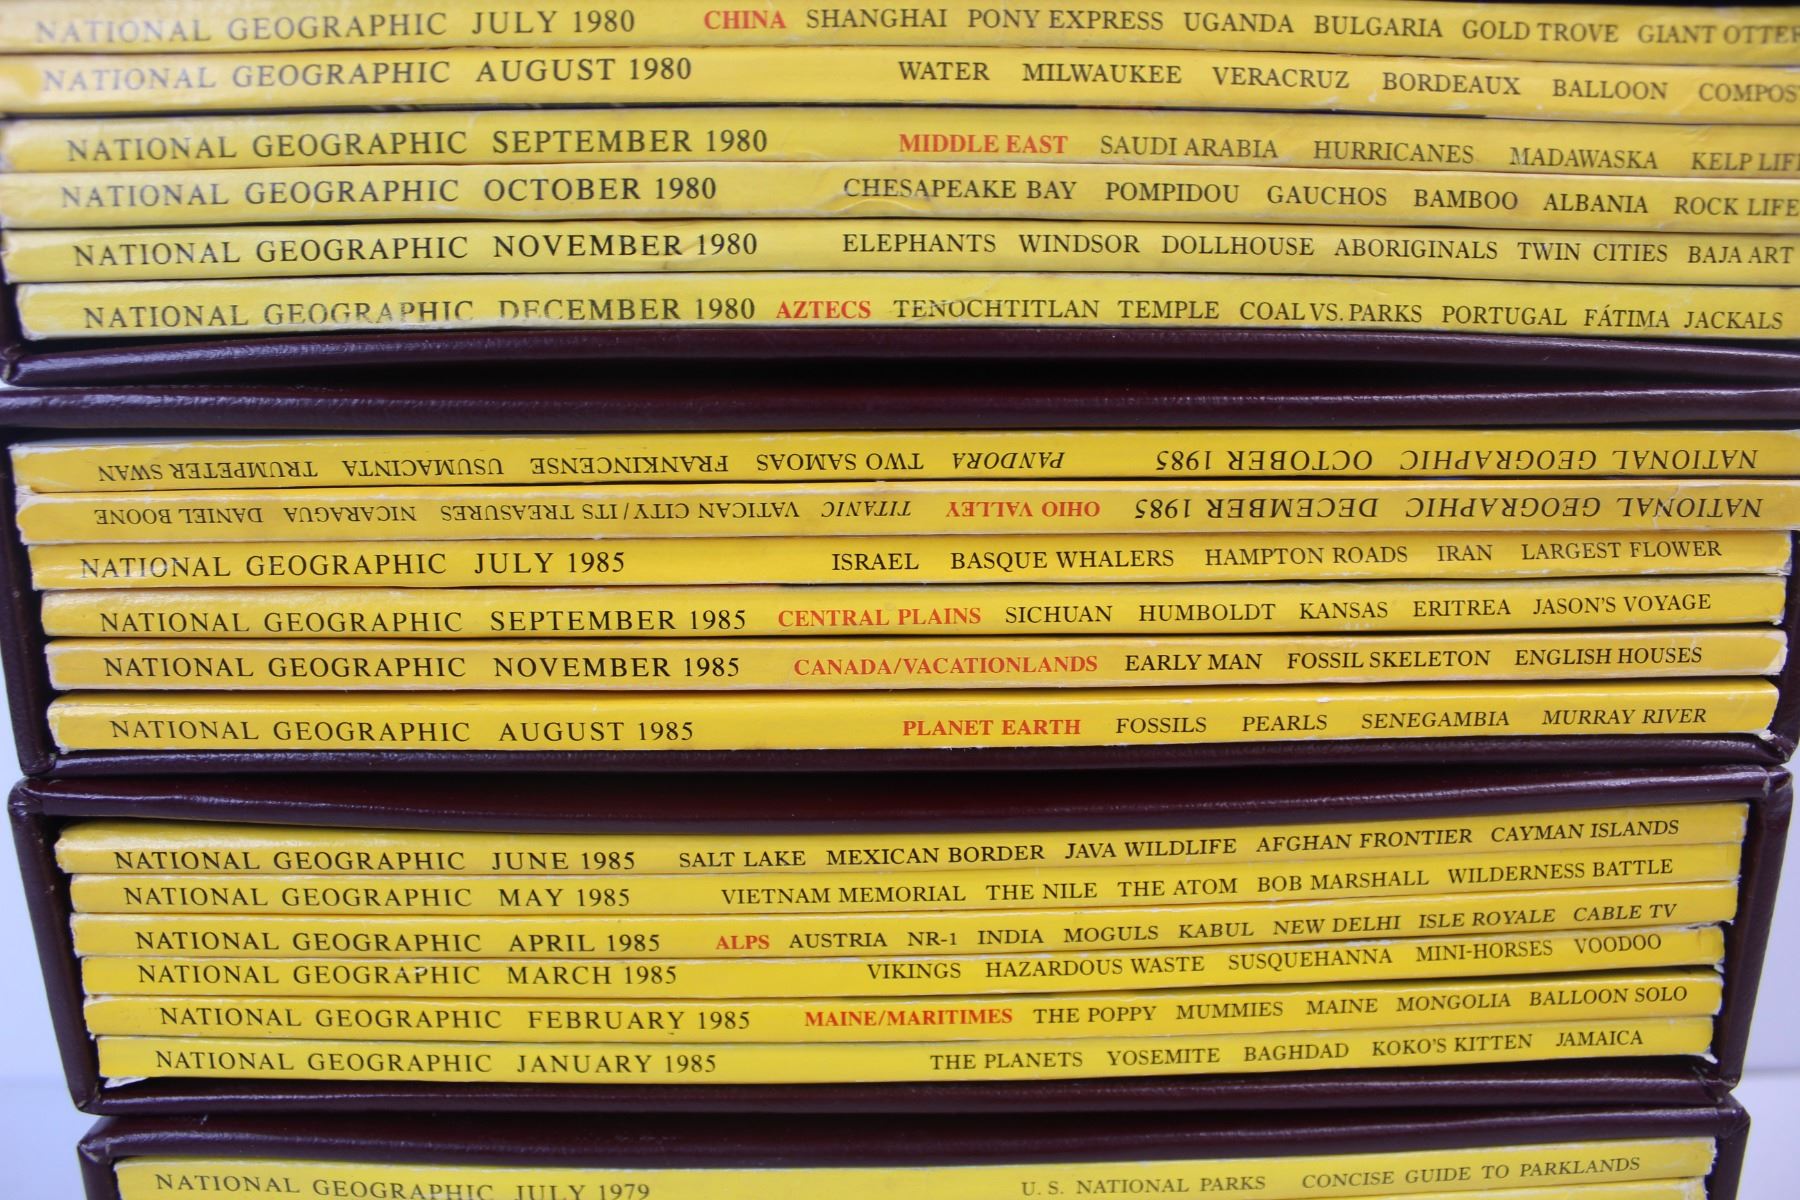 NATIONAL GEOGRAPHIC JULY 1980 CHINA SHANGHAI PONY EXPRESS UGANDA BULGARIA GOLD TROVE GIANT OTTER
NATIONAL GEOGRAPHIC AUGUST 1980 WATER MILWAUKEE VERACRUZ BORDEAUX BALLOON COMPOS
NATIONAL GEOGRAPHIC SEPTEMBER 1980 MIDDLE EAST SAUDI ARABIA HURRICANES MADAWASKA KELP LIF
NATIONAL GEOGRAPHIC OCTOBER 1980 CHESAPEAKE BAY POMPIDOU GAUCHOS BAMBOO ALBANIA ROCK LIFE
NATIONAL GEOGRAPHIC NOVEMBER 1980 ELEPHANTS WINDSOR DOLLHOUSE ABORIGINALS TWIN CITIES BAJA ART
NATIONAL GEOGRAPHIC DECEMBER 1980 AZTECS TENOCHTITLAN TEMPLE COAL VS. PARKS PORTUGAL FÁTIMA JACKALS
NATIONAL GEOGRAPHIC OCTOBER 1985 PANDORA TWO SAMOAS FRANKINCENSE USUMACINTA TRUMPETER SWAN
NATIONAL GEOGRAPHIC DECEMBER 1985 OHIO VALLEY TITANIC VATICAN CITY/ITS TREASURES NICARAGUA DANIEL BOONE
NATIONAL GEOGRAPHIC JULY 1985 ISRAEL BASQUE WHALERS HAMPTON ROADS IRAN LARGEST FLOWER
NATIONAL GEOGRAPHIC SEPTEMBER 1985 CENTRAL PLAINS SICHUAN HUMBOLDT KANSAS ERITREA JASON'S VOYAGE
NATIONAL GEOGRAPHIC NOVEMBER 1985 CANADA/VACATIONLANDS EARLY MAN FOSSIL SKELETON ENGLISH HOUSES
NATIONAL GEOGRAPHIC AUGUST 1985 PLANET EARTH FOSSILS PEARLS SENEGAMBIA MURRAY RIVER
NATIONAL GEOGRAPHIC JUNE 1985 SALT LAKE MEXICAN BORDER JAVA WILDLIFE AFGHAN FRONTIER CAYMAN ISLANDS
NATIONAL GEOGRAPHIC MAY 1985 VIETNAM MEMORIAL THE NILE THE ATOM BOB MARSHALL WILDERNESS BATTLE
NATIONAL GEOGRAPHIC APRIL 1985 ALPS AUSTRIA NR-1 INDIA MOGULS KABUL NEW DELHI ISLE ROYALE CABLE TV
NATIONAL GEOGRAPHIC MARCH 1985 VIKINGS HAZARDOUS WASTE SUSQUEHANNA MINI-HORSES VOODOO
NATIONAL GEOGRAPHIC FEBRUARY 1985 MAINE/MARITIMES THE POPPY MUMMIES MAINE MONGOLIA BALLOON SOLO
NATIONAL GEOGRAPHIC JANUARY 1985 THE PLANETS YOSEMITE BAGHDAD KOKO'S KITTEN JAMAICA
NATIONAL GEOGRAPHIC JULY 1979 U.S. NATIONAL PARKS CONCISE GUIDE TO PARKLANDS